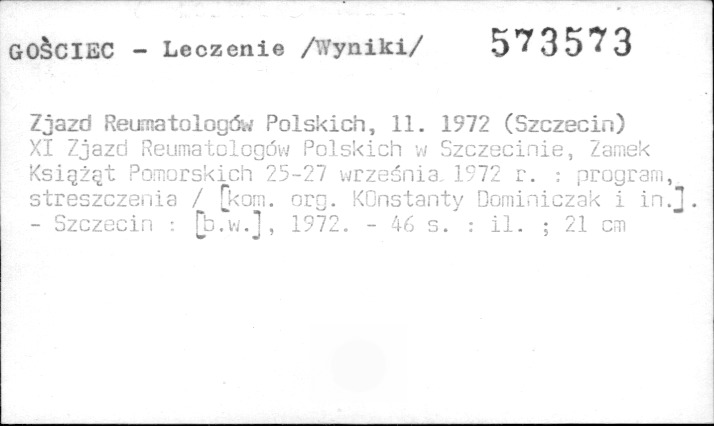 GOŚCIEC - Leczenie /Wyniki/ 573573
Zjazd Reumatologów Polskich, 11. 1972 (Szczecin)
XI Zjazd Reumatologów Polskich w Szczecinie, Zamek
Książąt Pomorskich 25-27 września 1972 r. : program,
streszczenia / [kom. org. KOnstanty Dominiczak i in.].
- Szczecin : [b.w.], 1972. - 46 s. : il. ; 21 cm